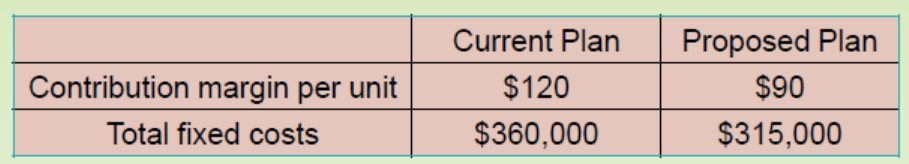 Current Plan Proposed Plan
Contribution margin per unit $120 $90
Total fixed costs $360,000 $315,000